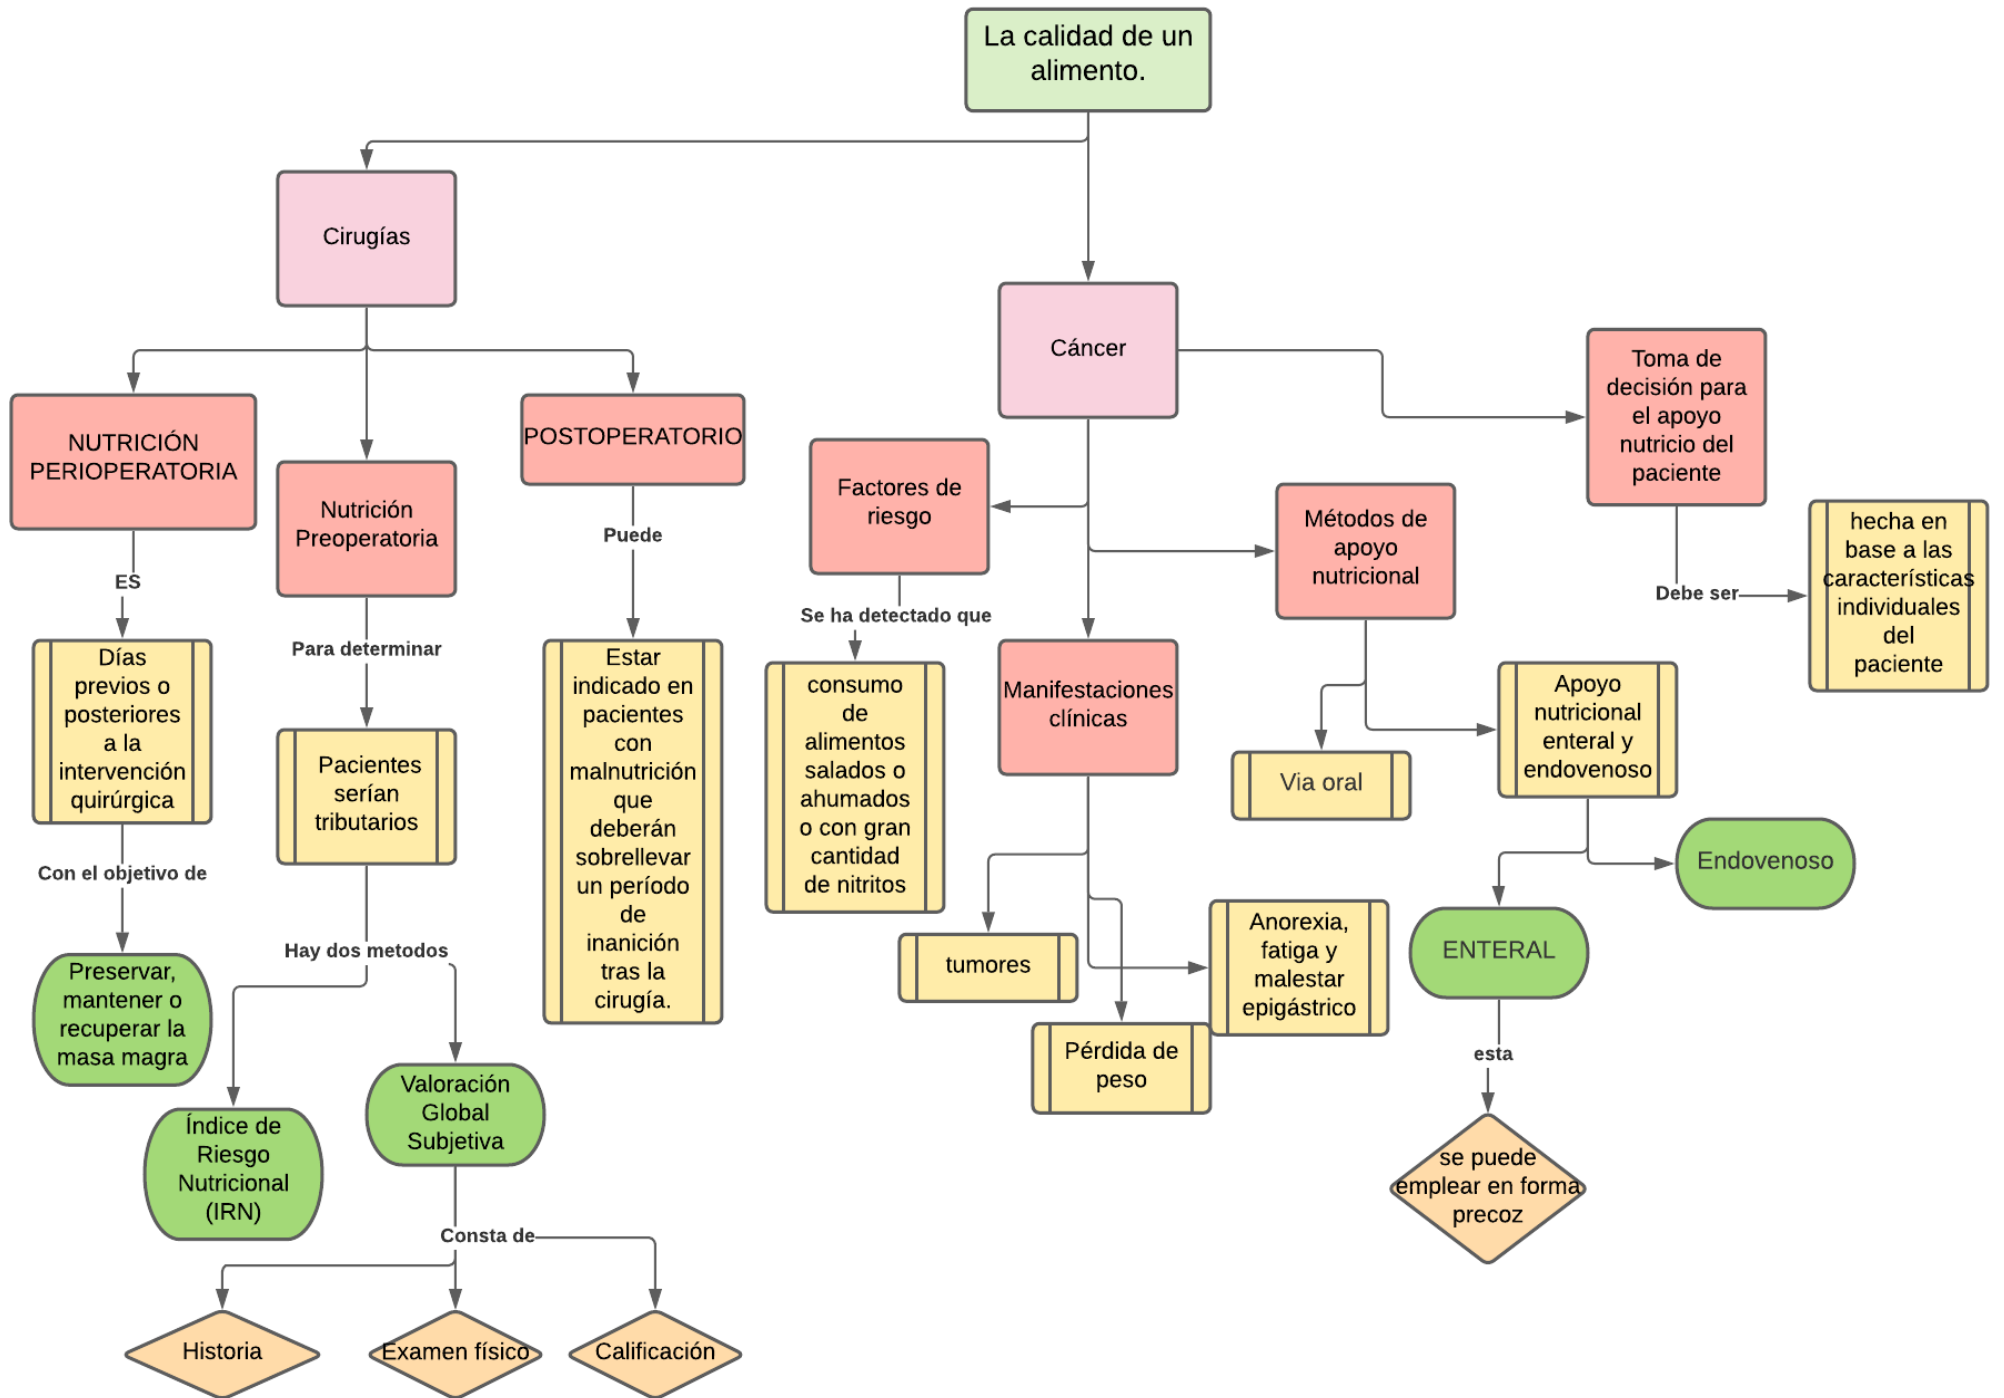 La calidad de un
alimento.
Cirugías
Cáncer
NUTRICIÓN
PERIOPERATORIA
ES
Días
previos o
posteriores
a la
intervención
quirúrgica
Con el objetivo de
Preservar,
mantener o
recuperar la
masa magra
Nutrición
Preoperatoria
Para determinar
Pacientes
serían
tributarios
Hay dos metodos
Índice de
Riesgo
Nutricional
(IRN)
Valoración
Global
Subjetiva
Consta de
Historia
Examen físico
Calificación
POSTOPERATORIO
Puede
Estar
indicado en
pacientes
con
malnutrición
que
deberán
sobrellevar
un período
de
inanición
tras la
cirugía.
Factores de
riesgo
Se ha detectado que
consumo
de
alimentos
salados o
ahumados
o con gran
cantidad
de nitritos
Manifestaciones
clínicas
tumores
Pérdida de
peso
Anorexia,
fatiga y
malestar
epigástrico
Métodos de
apoyo
nutricional
Via oral
Apoyo
nutricional
enteral y
endovenoso
Endovenoso
ENTERAL
esta
se puede
emplear en forma
precoz
Toma de
decisión para
el apoyo
nutricio del
paciente
Debe ser
hecha en
base a las
características
individuales
del
paciente